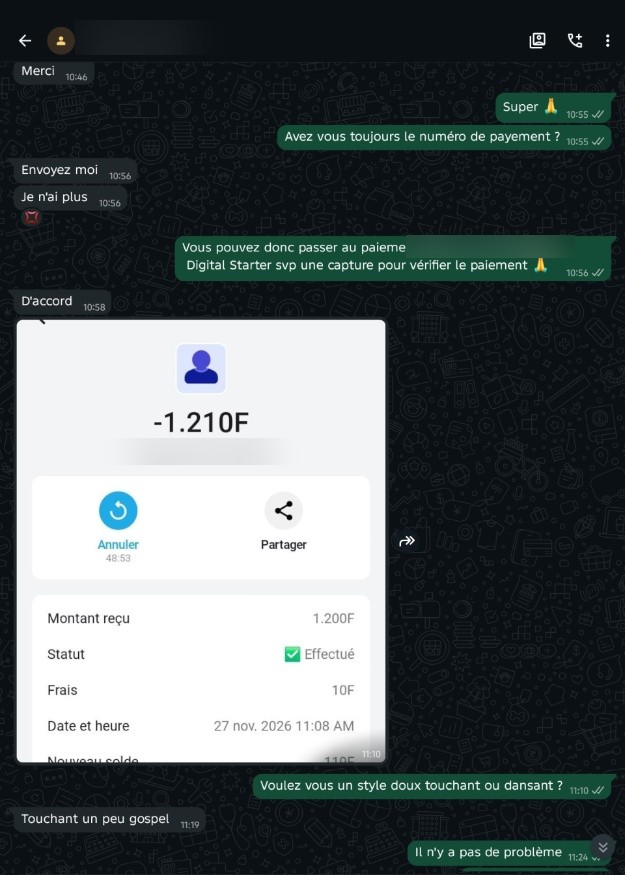 Merci 10:46
Super 🙏 10:55
Avez vous toujours le numéro de payement ? 10:55
Envoyez moi 10:56
Je n'ai plus 10:56
Vous pouvez donc passer au paieme
Digital Starter svp une capture pour vérifier le paiement 🙏 10:56
D'accord 10:58
-1.210F
Annuler
48:53
Partager
Montant reçu 1.200F
Statut ✅ Effectué
Frais 10F
Date et heure 27 nov. 2026 11:08 AM
Nouveau solde 110F
11:10
Voulez vous un style doux touchant ou dansant ? 11:10
Touchant un peu gospel 11:19
Il n'y a pas de problème 11:24